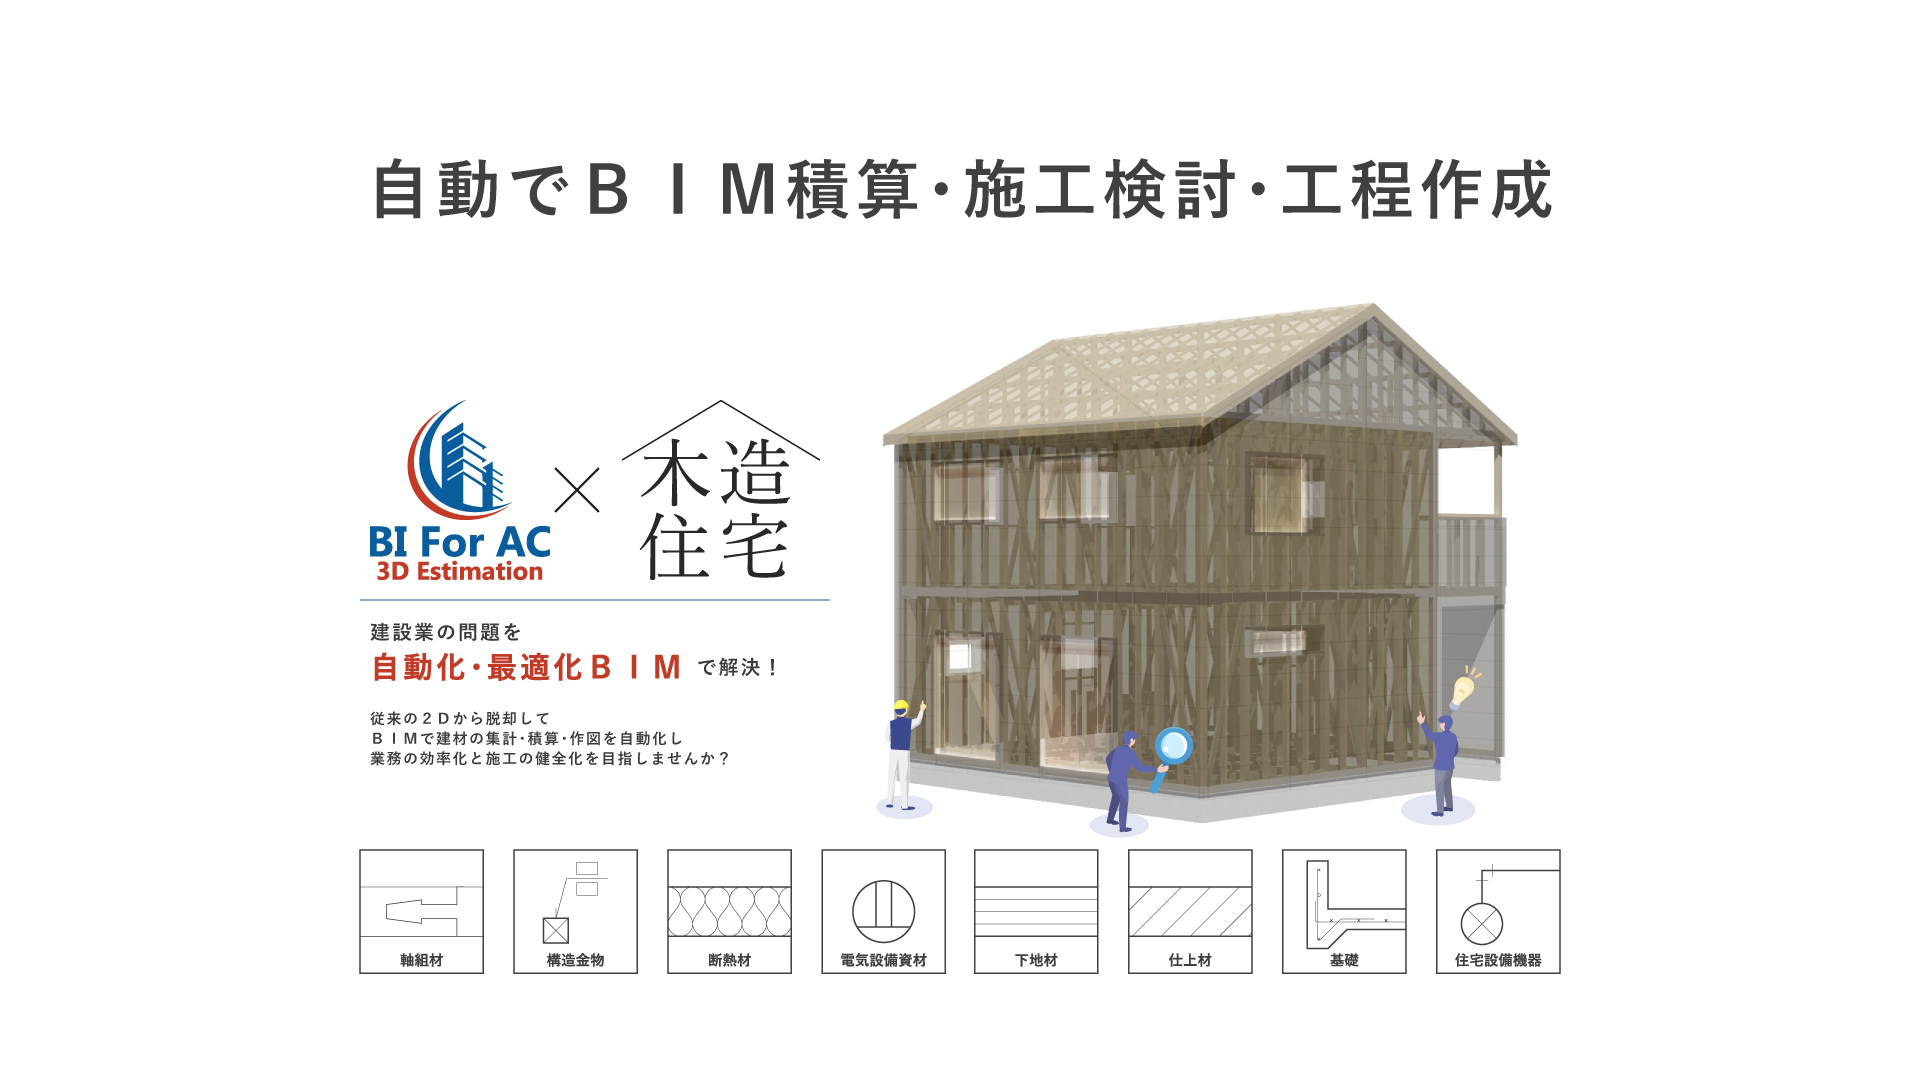 自動でＢＩＭ積算･施工検討･工程作成
BI For AC
3D Estimation
×
木造
住宅
建設業の問題を
自動化･最適化ＢＩＭ で解決！
従来の２Ｄから脱却して
ＢＩＭで建材の集計･積算･作図を自動化し
業務の効率化と施工の健全化を目指しませんか？
軸組材
構造金物
断熱材
電気設備資材
下地材
仕上材
基礎
住宅設備機器